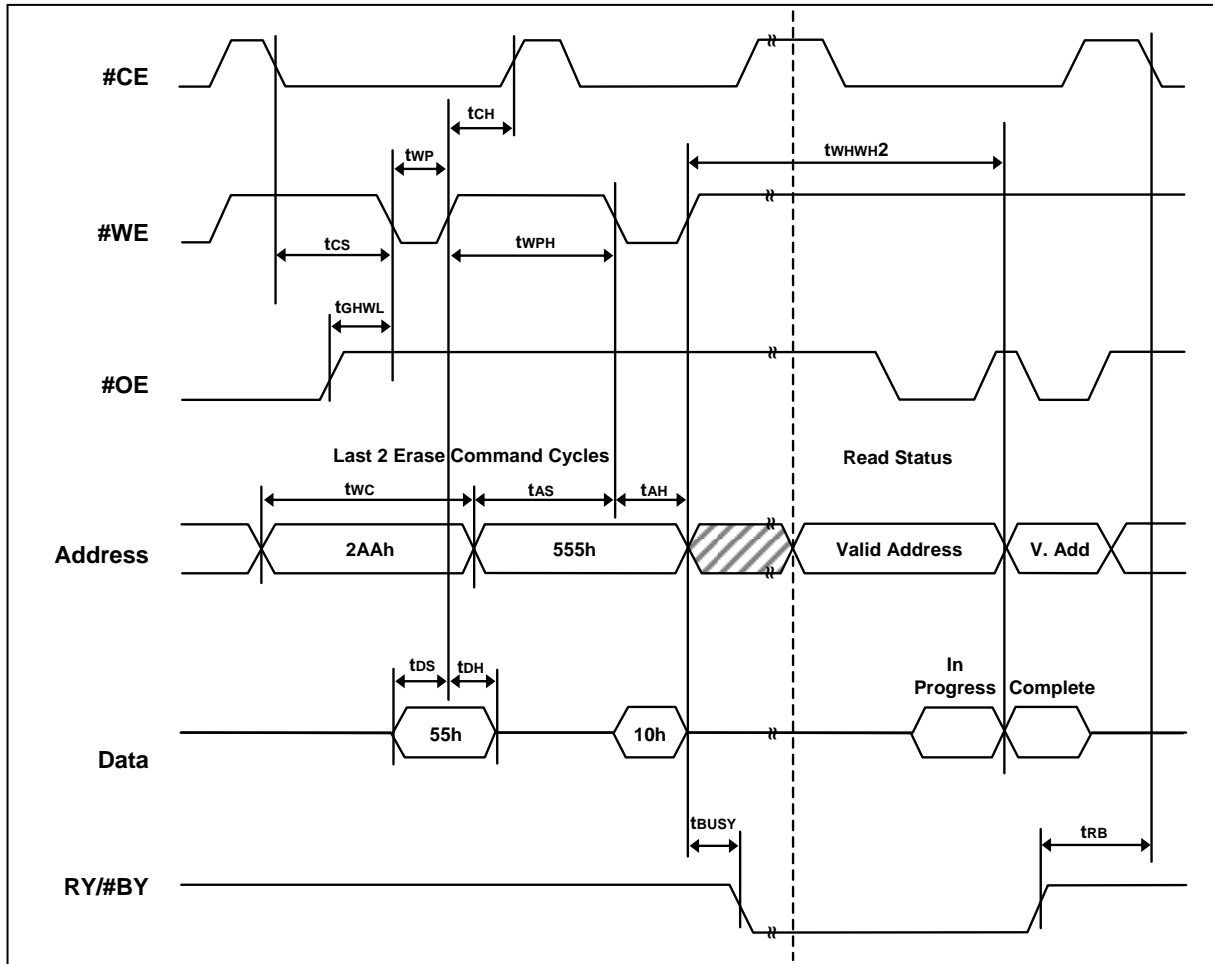 #CE
tCH
tWP
tWHWH2
#WE
tCS
tWPH
tGHWL
#OE
Last 2 Erase Command Cycles
Read Status
tWC
tAS
tAH
Address
2AAh
555h
Valid Address
V. Add
tDS
tDH
In
Progress
Complete
55h
10h
Data
tBUSY
tRB
RY/#BY